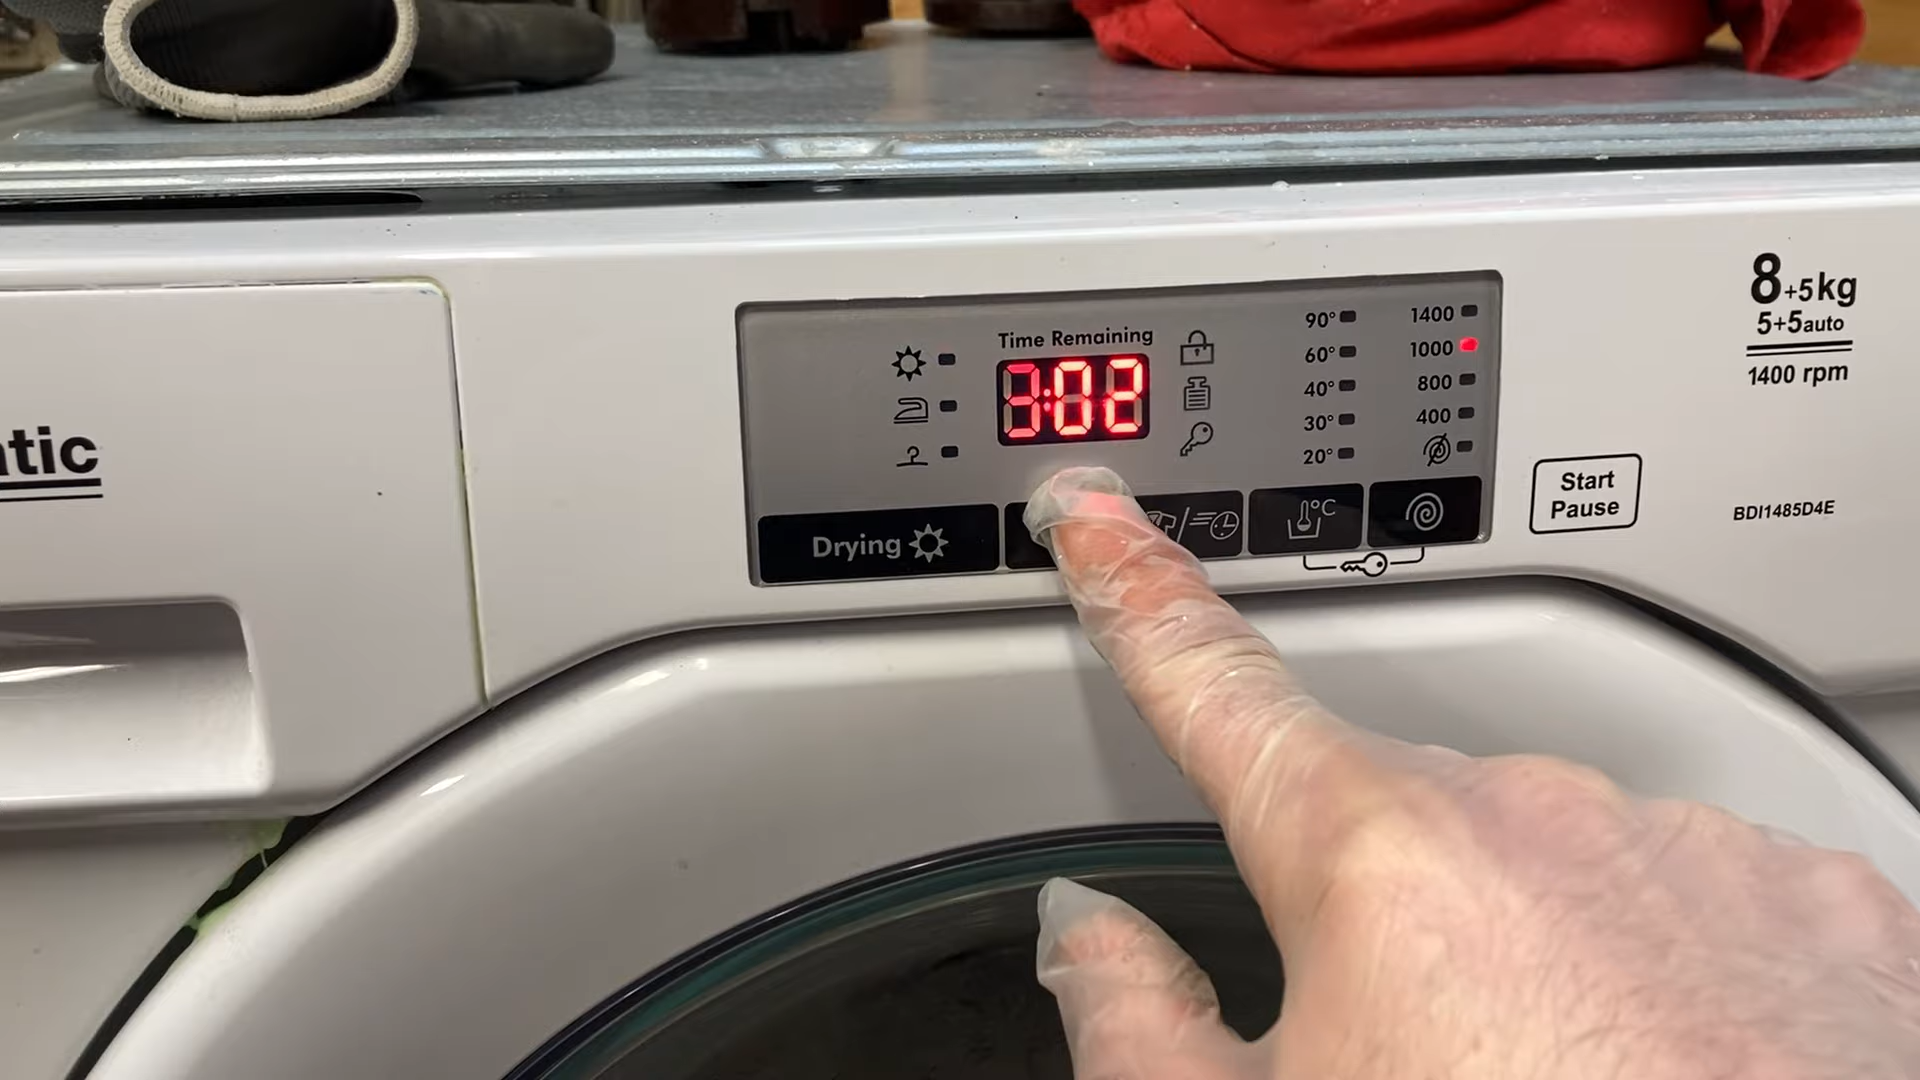 tic
Drying
Time Remaining
3:02
90°
60°
40°
30°
20°
1400
1000
800
400
°C
Start
Pause
8+5kg
5+5auto
1400 rpm
BDI1485D4E